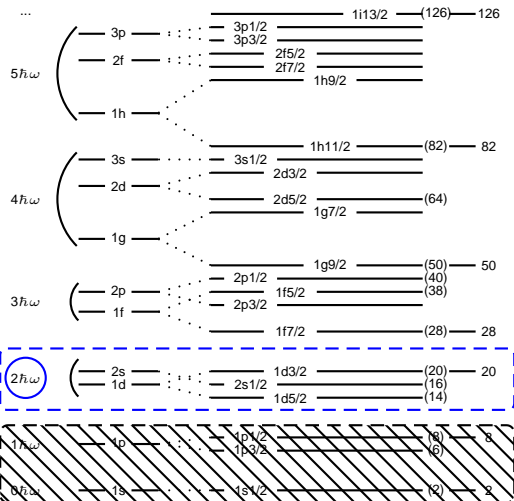 ... 1i13/2 (126) 126
3p 3p1/2
3p3/2
5ħω 2f 2f5/2
2f7/2
1h9/2
1h
1h11/2 (82) 82
3s 3s1/2
2d3/2
4ħω 2d
2d5/2 (64)
1g7/2
1g
1g9/2 (50) 50
2p1/2 (40)
2p 1f5/2 (38)
3ħω 2p3/2
1f
1f7/2 (28) 28
2s 1d3/2 (20) 20
2ħω 1d 2s1/2 (16)
1d5/2 (14)
1p1/2 (8) 8
1ħω 1p
1p3/2 (6)
0ħω 1s 1s1/2 (2) 2